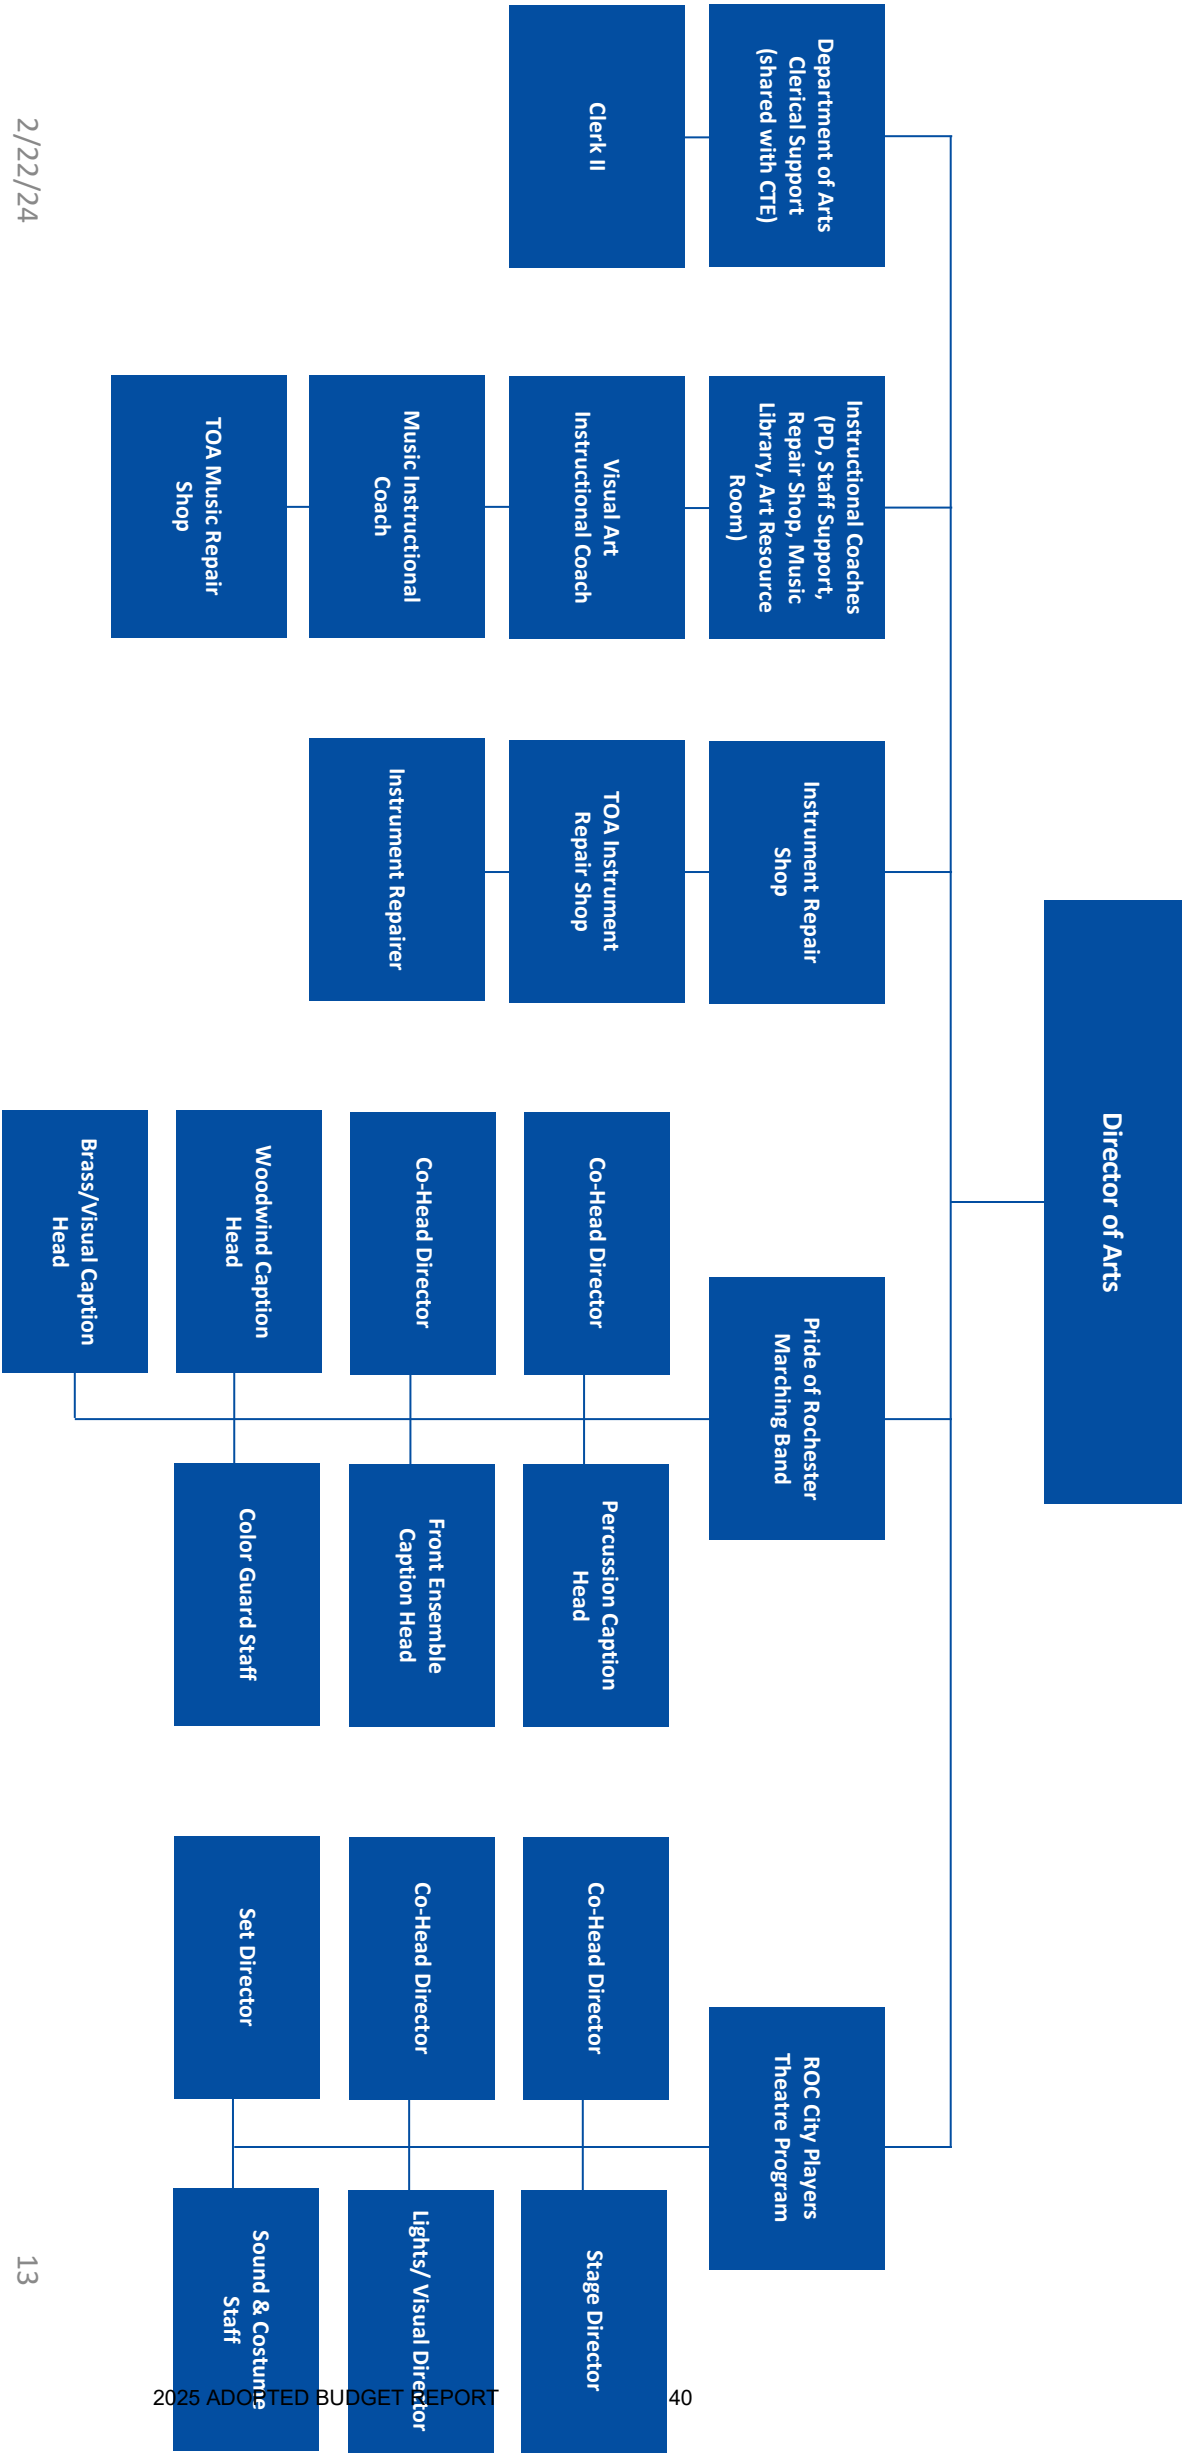 Director of Arts
Department of Arts
Clerical Support
(shared with CTE)
Clerk II
Instructional Coaches
(PD, Staff Support,
Repair Shop, Music
Library, Art Resource
Room)
Visual Art
Instructional Coach
Music Instructional
Coach
TOA Music Repair
Shop
Instrument Repair
Shop
TOA Instrument
Repair Shop
Instrument Repairer
Pride of Rochester
Marching Band
Co-Head Director
Percussion Caption
Head
Co-Head Director
Front Ensemble
Caption Head
Woodwind Caption
Head
Color Guard Staff
Brass/Visual Caption
Head
ROC City Players
Theatre Program
Co-Head Director
Stage Director
Co-Head Director
Lights/ Visual Director
Set Director
Sound & Costume
Staff
2/22/24
13
2025 ADOPTED BUDGET REPORT
40